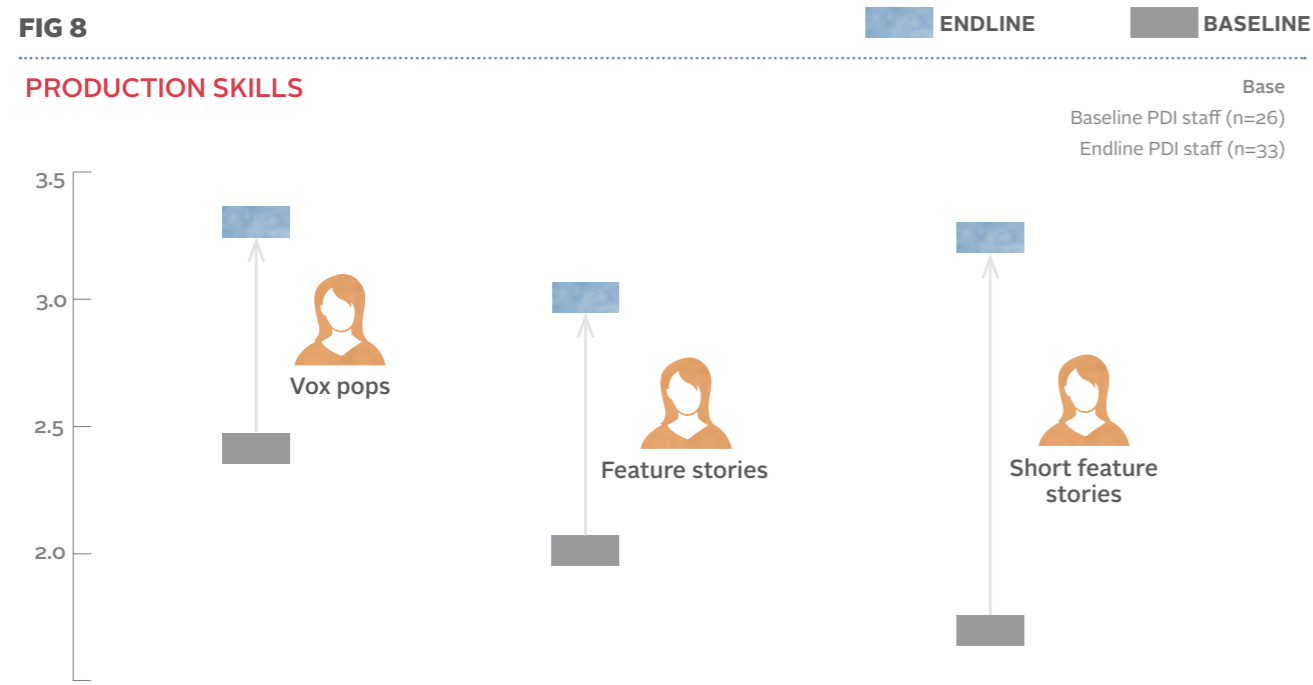 FIG 8
ENDLINE
BASELINE
PRODUCTION SKILLS
Base
Baseline PDI staff (n=26)
Endline PDI staff (n=33)
3.5
3.0
2.5
2.0
Vox pops
Feature stories
Short feature
stories